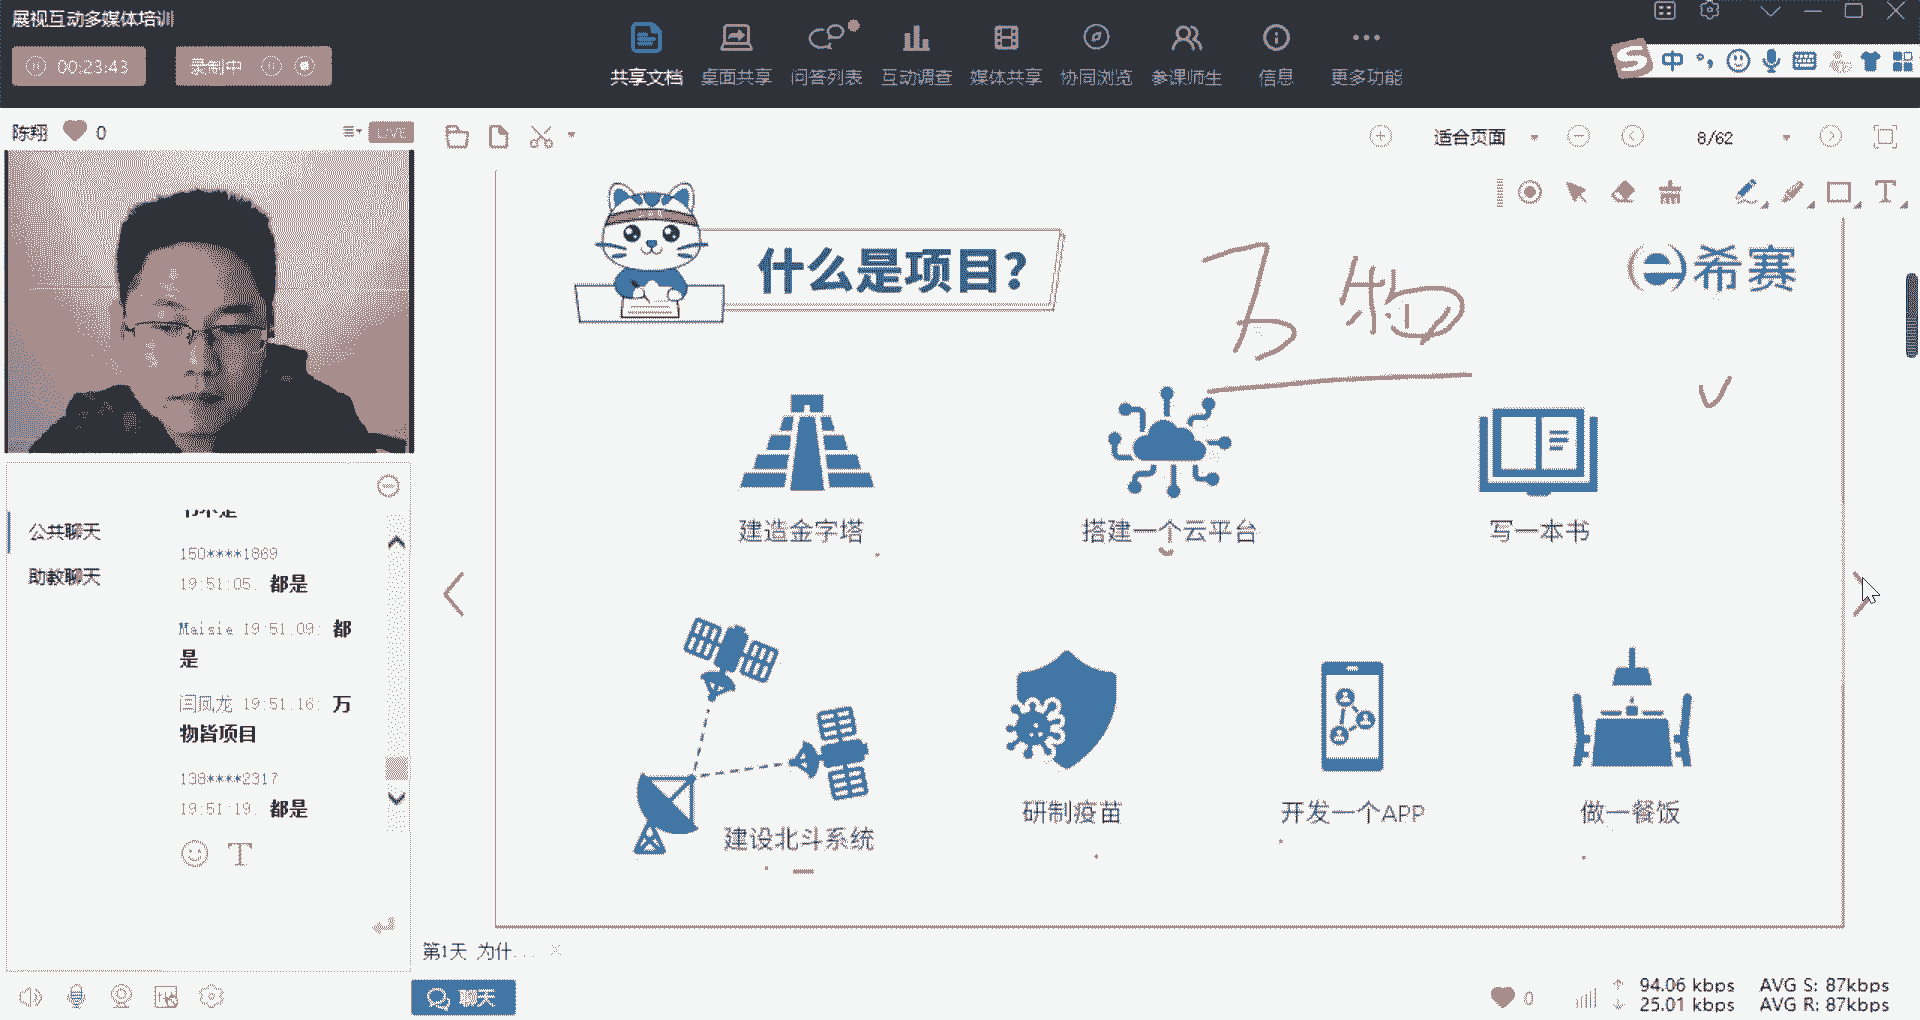 展视互动多媒体培训
00:23:43
录制中
共享文档
桌面共享
问答列表
互动调查
媒体共享
协同浏览
参课师生
信息
更多功能
中
陈翔
0
LIVE
适合页面
8/62
什么是项目?
万物
希赛
建造金字塔
搭建一个云平台
写一本书
建设北斗系统
研制疫苗
开发一个APP
做一餐饭
公共聊天
助教聊天
150****1869
19:51:05: 都是
Maisie 19:51:09: 都
是
闫凤龙 19:51:16: 万
物皆项目
138****2317
19:51:19: 都是
第1天 为什...
聊天
0
94.06 kbps
AVG S: 87kbps
25.01 kbps
AVG R: 87kbps